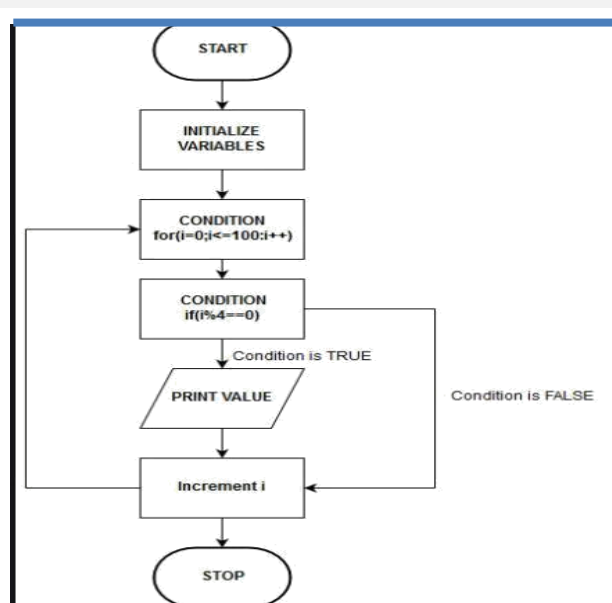 START
INITIALIZE
VARIABLES
CONDITION
for(i=0;i<=100:i++)
CONDITION
if(i%4==0)
Condition is TRUE
PRINT VALUE
Condition is FALSE
Increment i
STOP